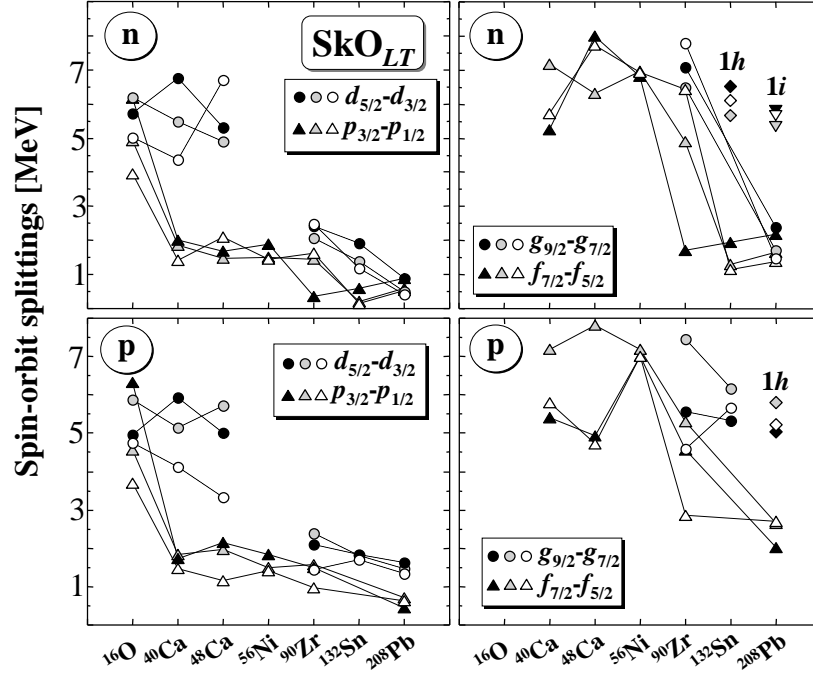 Spin-orbit splittings [MeV]
n
SkO_LT
7
5
3
1
d5/2-d3/2
p3/2-p1/2
n
1h
1i
g9/2-g7/2
f7/2-f5/2
p
7
5
3
1
d5/2-d3/2
p3/2-p1/2
p
1h
g9/2-g7/2
f7/2-f5/2
16O 40Ca 48Ca 56Ni 90Zr 132Sn 208Pb
16O 40Ca 48Ca 56Ni 90Zr 132Sn 208Pb